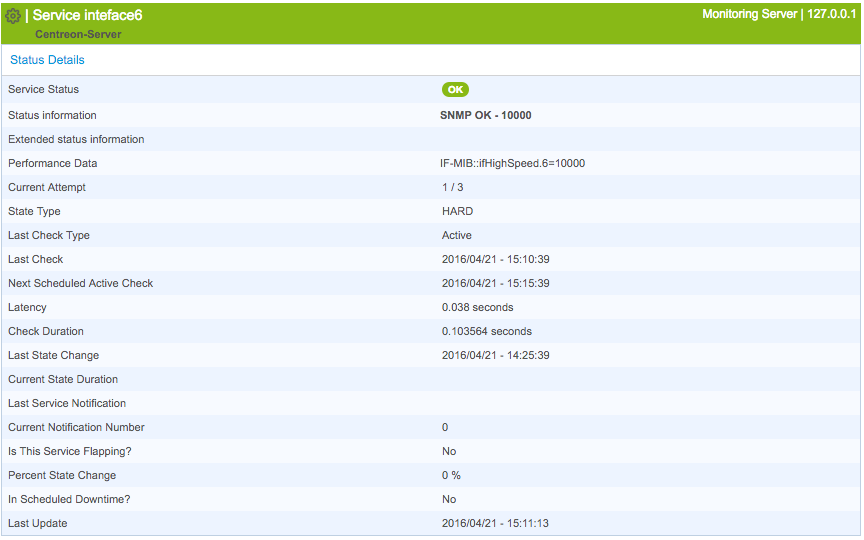 | Service inteface6 Monitoring Server | 127.0.0.1
Centreon-Server
Status Details
Service Status OK
Status information SNMP OK - 10000
Extended status information
Performance Data IF-MIB::ifHighSpeed.6=10000
Current Attempt 1 / 3
State Type HARD
Last Check Type Active
Last Check 2016/04/21 - 15:10:39
Next Scheduled Active Check 2016/04/21 - 15:15:39
Latency 0.038 seconds
Check Duration 0.103564 seconds
Last State Change 2016/04/21 - 14:25:39
Current State Duration
Last Service Notification
Current Notification Number 0
Is This Service Flapping? No
Percent State Change 0 %
In Scheduled Downtime? No
Last Update 2016/04/21 - 15:11:13